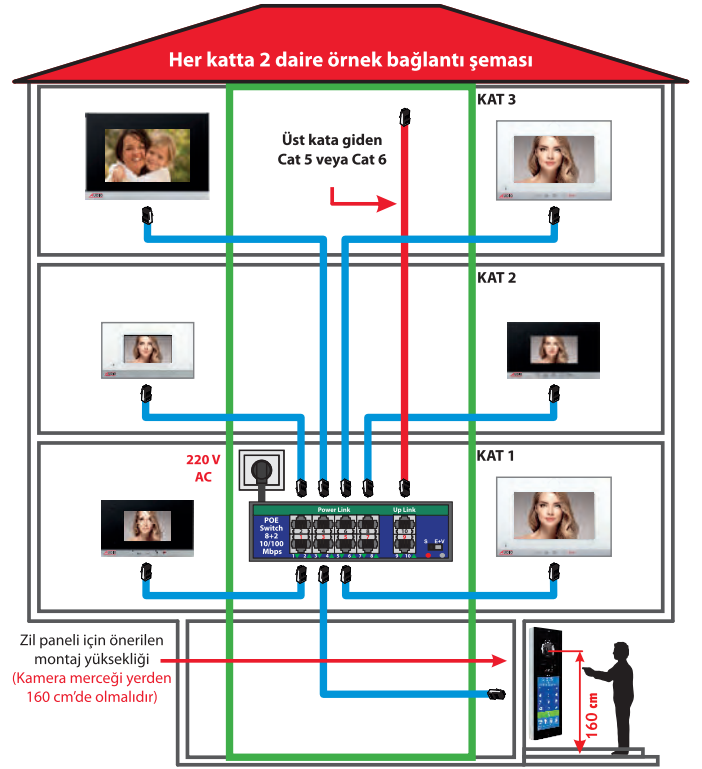 Her katta 2 daire örnek bağlantı şeması
KAT 3
Üst kata giden
Cat 5 veya Cat 6
KAT 2
KAT 1
220 V
AC
Power Link
Up Link
POE
Switch
8+2
10/100
Mbps
S E+V
Zil paneli için önerilen
montaj yüksekliği
(Kamera merceği yerden
160 cm'de olmalıdır)
160 cm